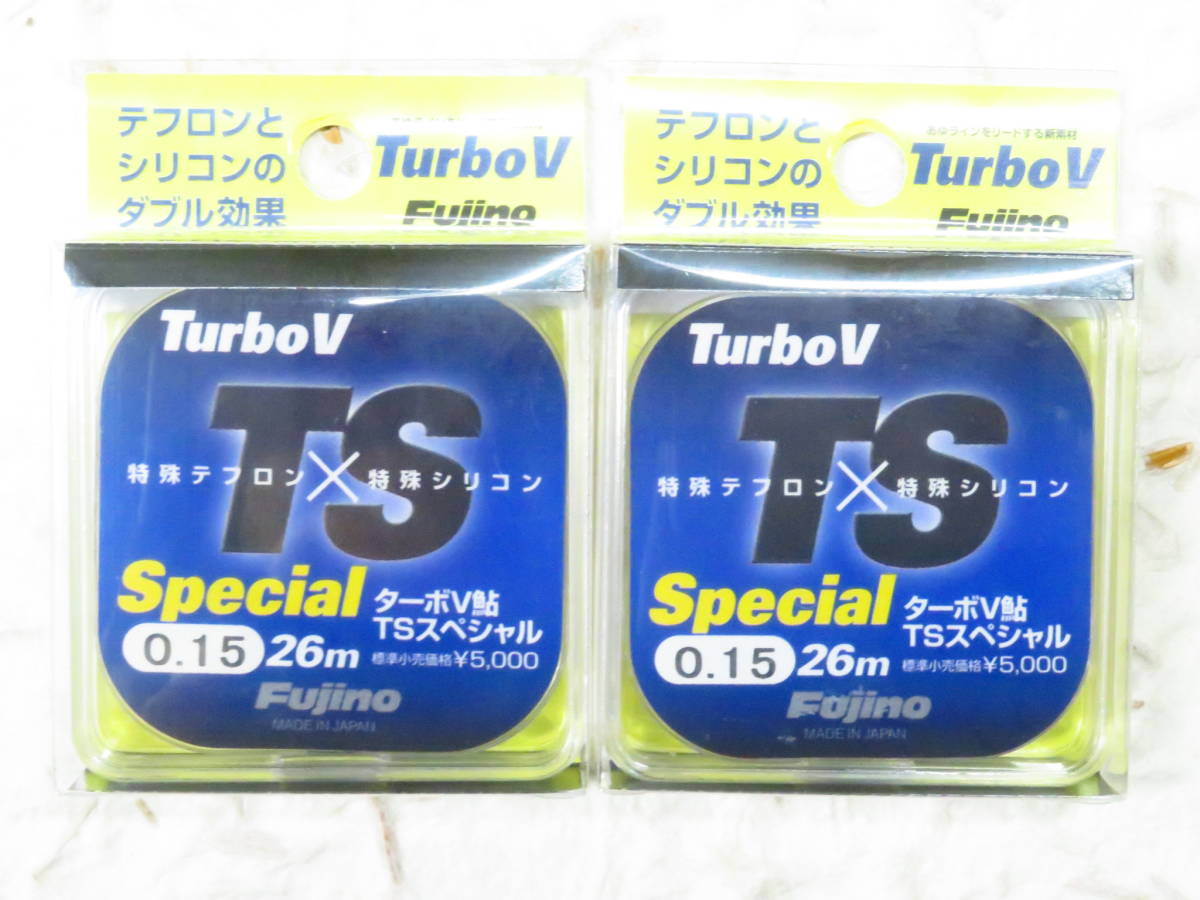 テフロンと
シリコンの
ダブル効果
TurboV
Fujino
TurboV
TS
特殊テフロン×特殊シリコン
Special
ターボV鮎
TSスペシャル
0.15 26m 標準小売価格¥5,000
Fujino
MADE IN JAPAN
テフロンと
シリコンの
ダブル効果
あゆラインをリードする新素材
TurboV
Fujino
TurboV
TS
特殊テフロン×特殊シリコン
Special
ターボV鮎
TSスペシャル
0.15 26m 標準小売価格¥5,000
Fujino
MADE IN JAPAN